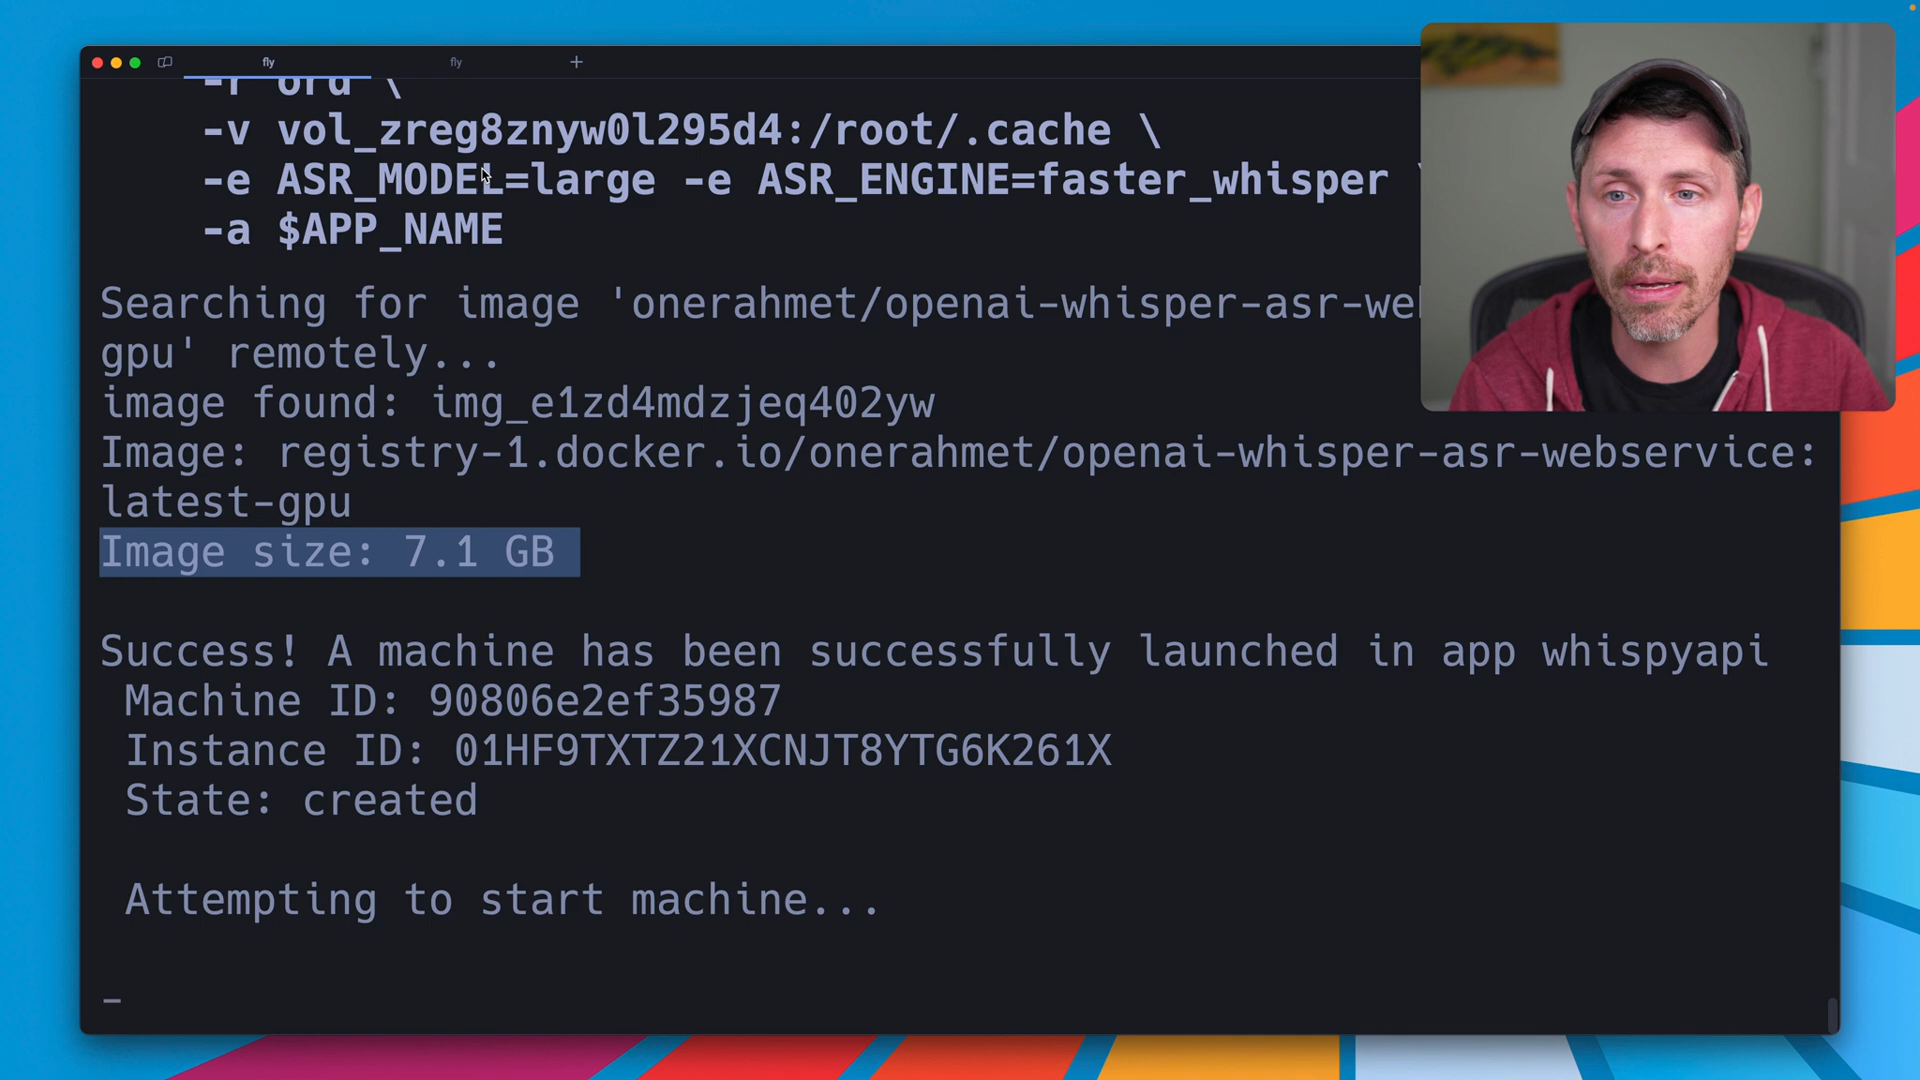 fly
fly
-r ord \
-v vol_zreg8znyw0l295d4:/root/.cache \
-e ASR_MODEL=large -e ASR_ENGINE=faster_whisper \
-a $APP_NAME
Searching for image 'onerahmet/openai-whisper-asr-we
gpu' remotely...
image found: img_e1zd4mdzjeq402yw
Image: registry-1.docker.io/onerahmet/openai-whisper-asr-webservice:
latest-gpu
Image size: 7.1 GB
Success! A machine has been successfully launched in app whispyapi
Machine ID: 90806e2ef35987
Instance ID: 01HF9TXTZ21XCNJT8YTG6K261X
State: created
Attempting to start machine...